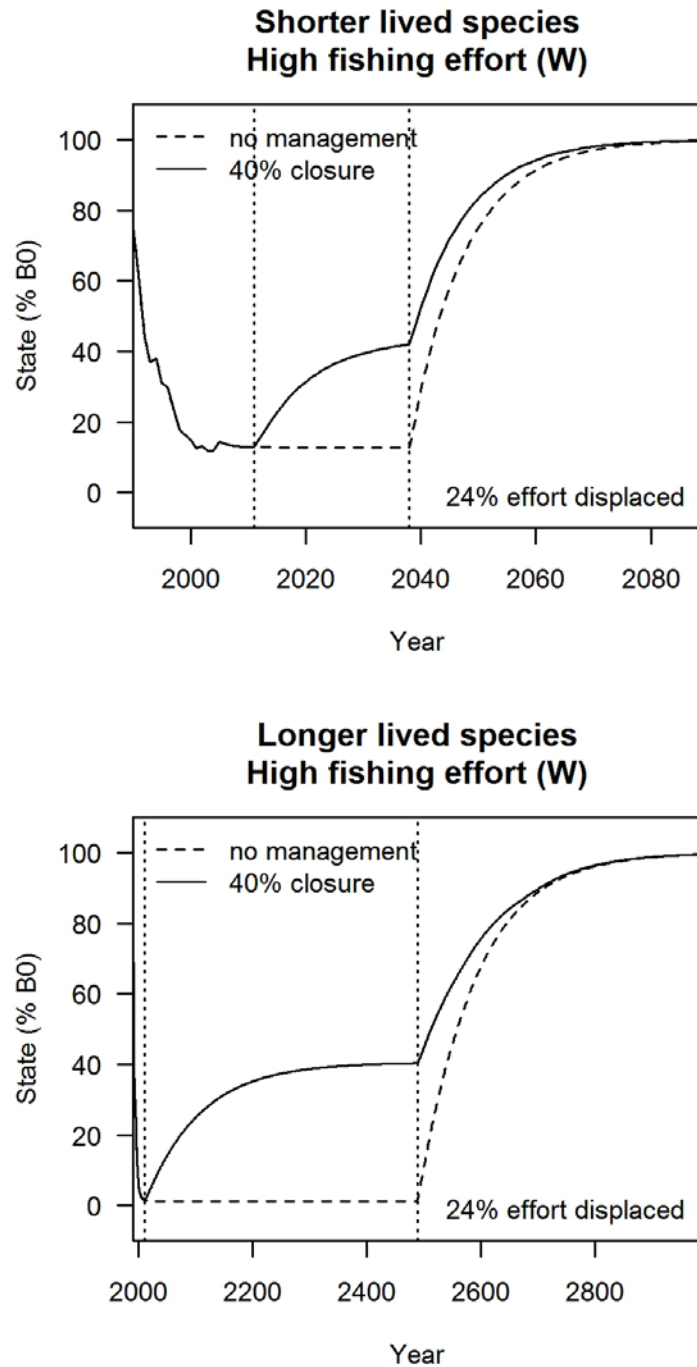 Shorter lived species
High fishing effort (W)
no management
40% closure
100
80
60
40
20
0
State (% B0)
24% effort displaced
2000 2020 2040 2060 2080
Year
Longer lived species
High fishing effort (W)
no management
40% closure
100
80
60
40
20
0
State (% B0)
24% effort displaced
2000 2200 2400 2600 2800
Year